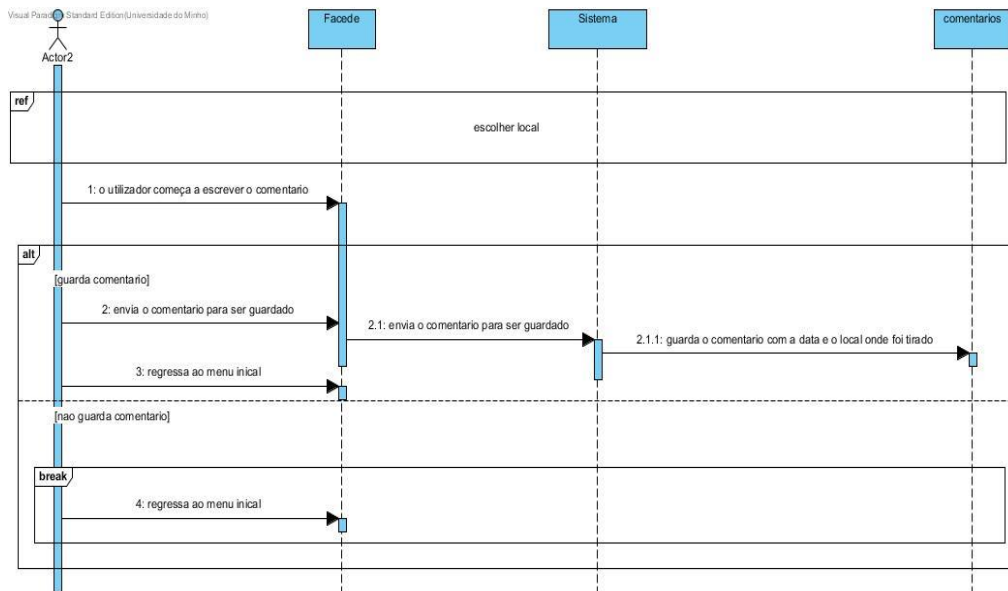 Visual Paradigm Standard Edition(Universidade do Minho)
Actor2
Facede
Sistema
comentarios
ref
escolher local
1: o utilizador começa a escrever o comentario
alt
[guarda comentario]
2: envia o comentario para ser guardado
2.1: envia o comentario para ser guardado
2.1.1: guarda o comentario com a data e o local onde foi tirado
3: regressa ao menu inical
[nao guarda comentario]
break
4: regressa ao menu inical